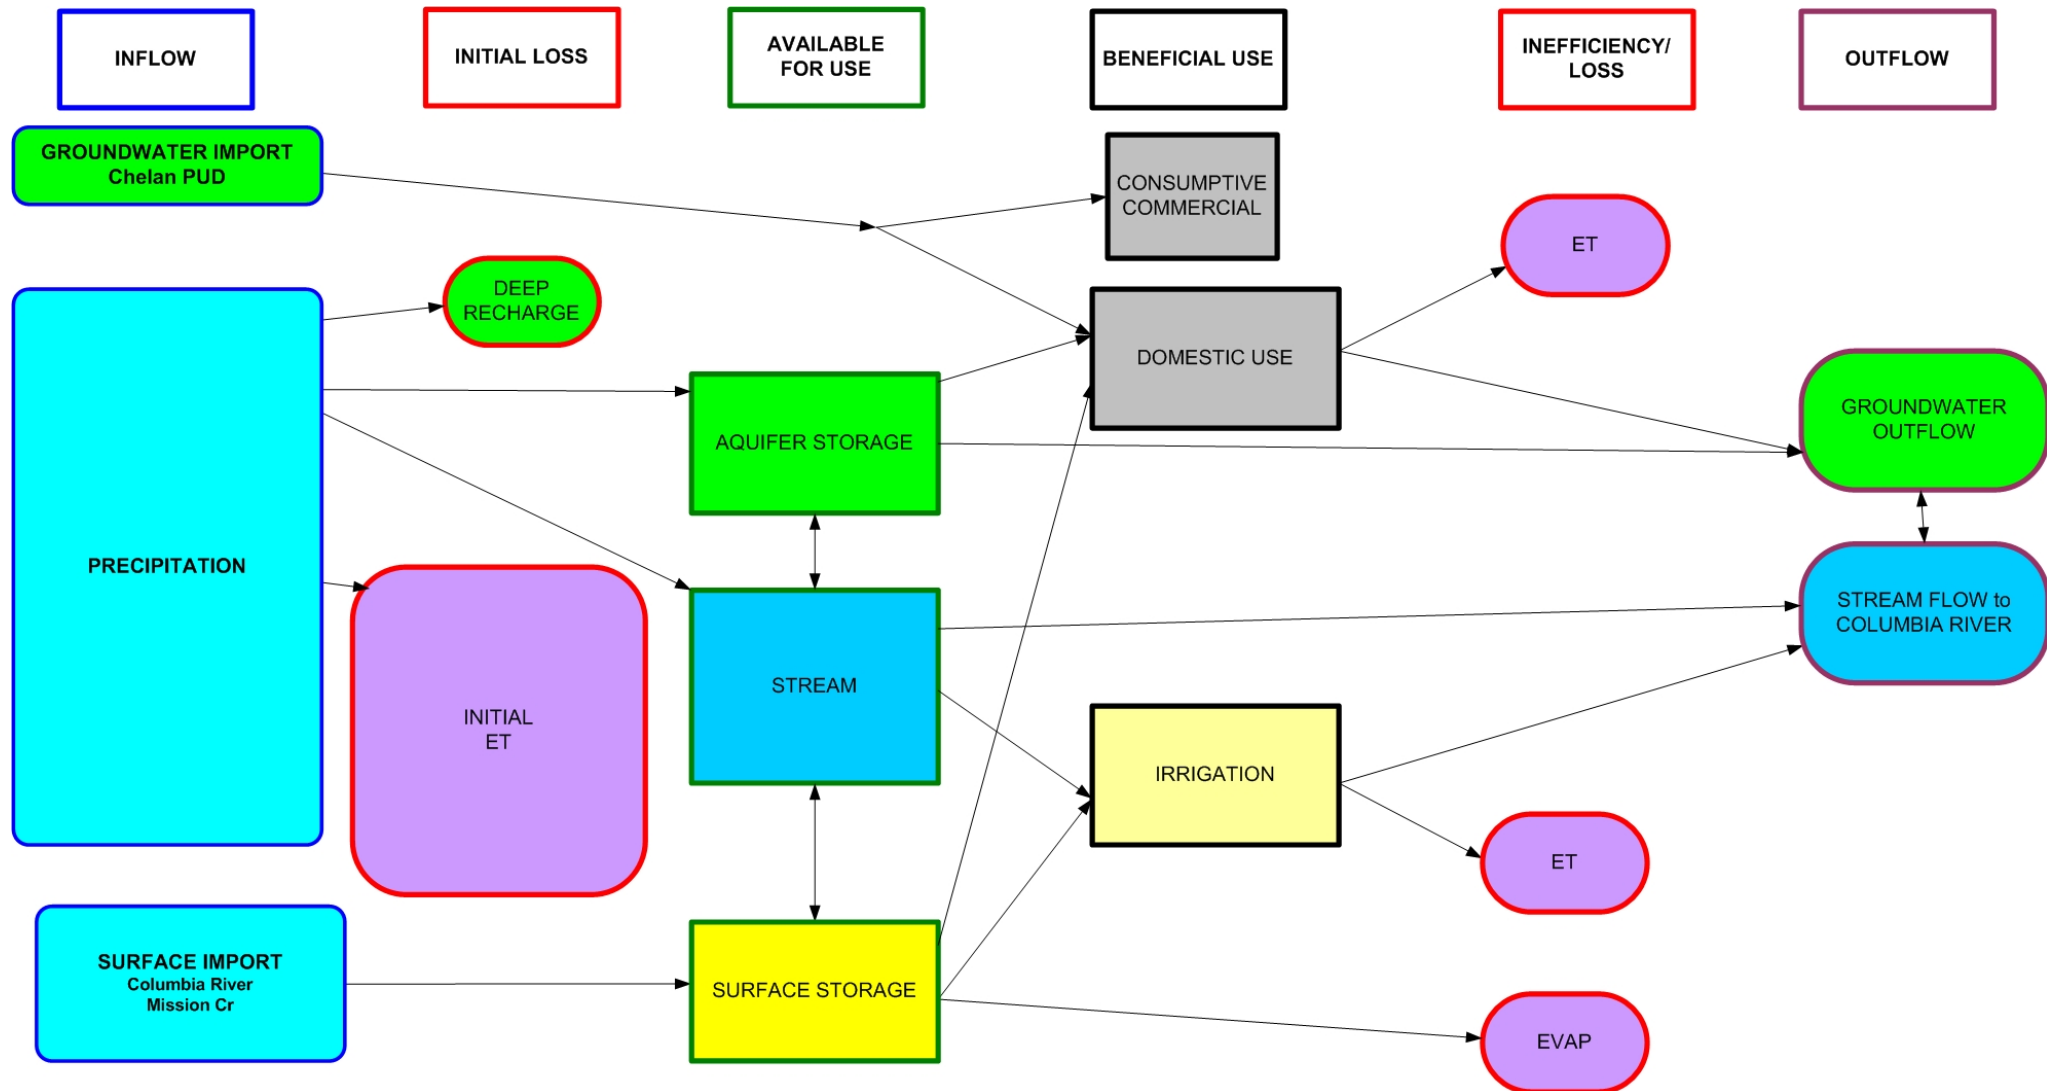 INFLOW
INITIAL LOSS
AVAILABLE
FOR USE
BENEFICIAL USE
INEFFICIENCY/
LOSS
OUTFLOW
GROUNDWATER IMPORT
Chelan PUD
CONSUMPTIVE
COMMERCIAL
ET
DEEP
RECHARGE
DOMESTIC USE
AQUIFER STORAGE
GROUNDWATER
OUTFLOW
PRECIPITATION
STREAM FLOW to
COLUMBIA RIVER
INITIAL
ET
STREAM
IRRIGATION
ET
SURFACE IMPORT
Columbia River
Mission Cr
SURFACE STORAGE
EVAP